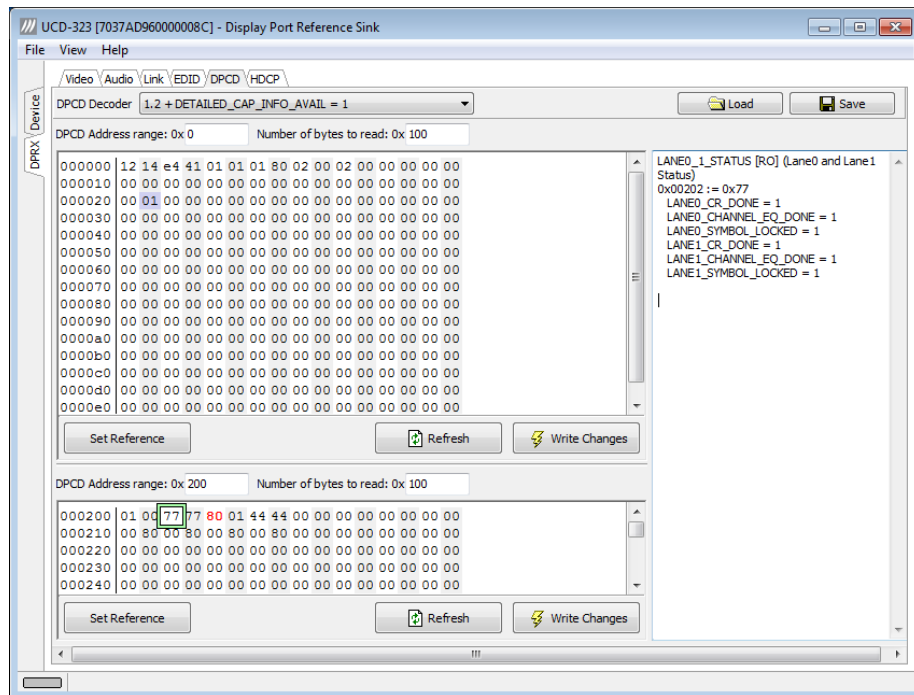 UCD-323 [7037AD960000008C] - Display Port Reference Sink
File View Help
Video Audio Link EDID DPCD HDCP
Device
DPRX
DPCD Decoder 1.2 + DETAILED_CAP_INFO_AVAIL = 1 Load Save
DPCD Address range: 0x 0 Number of bytes to read: 0x 100
000000 12 14 e4 41 01 01 01 80 02 00 02 00 00 00 00 00
000010 00 00 00 00 00 00 00 00 00 00 00 00 00 00 00 00
000020 00 01 00 00 00 00 00 00 00 00 00 00 00 00 00 00
000030 00 00 00 00 00 00 00 00 00 00 00 00 00 00 00 00
000040 00 00 00 00 00 00 00 00 00 00 00 00 00 00 00 00
000050 00 00 00 00 00 00 00 00 00 00 00 00 00 00 00 00
000060 00 00 00 00 00 00 00 00 00 00 00 00 00 00 00 00
000070 00 00 00 00 00 00 00 00 00 00 00 00 00 00 00 00
000080 00 00 00 00 00 00 00 00 00 00 00 00 00 00 00 00
000090 00 00 00 00 00 00 00 00 00 00 00 00 00 00 00 00
0000a0 00 00 00 00 00 00 00 00 00 00 00 00 00 00 00 00
0000b0 00 00 00 00 00 00 00 00 00 00 00 00 00 00 00 00
0000c0 00 00 00 00 00 00 00 00 00 00 00 00 00 00 00 00
0000d0 00 00 00 00 00 00 00 00 00 00 00 00 00 00 00 00
0000e0 00 00 00 00 00 00 00 00 00 00 00 00 00 00 00 00
Set Reference Refresh Write Changes
DPCD Address range: 0x 200 Number of bytes to read: 0x 100
000200 01 00 77 77 80 01 44 44 00 00 00 00 00 00 00 00
000210 00 80 00 80 00 80 00 80 00 00 00 00 00 00 00 00
000220 00 00 00 00 00 00 00 00 00 00 00 00 00 00 00 00
000230 00 00 00 00 00 00 00 00 00 00 00 00 00 00 00 00
000240 00 00 00 00 00 00 00 00 00 00 00 00 00 00 00 00
Set Reference Refresh Write Changes
LANE0_1_STATUS [RO] (Lane0 and Lane1
Status)
0x00202 := 0x77
LANE0_CR_DONE = 1
LANE0_CHANNEL_EQ_DONE = 1
LANE0_SYMBOL_LOCKED = 1
LANE1_CR_DONE = 1
LANE1_CHANNEL_EQ_DONE = 1
LANE1_SYMBOL_LOCKED = 1